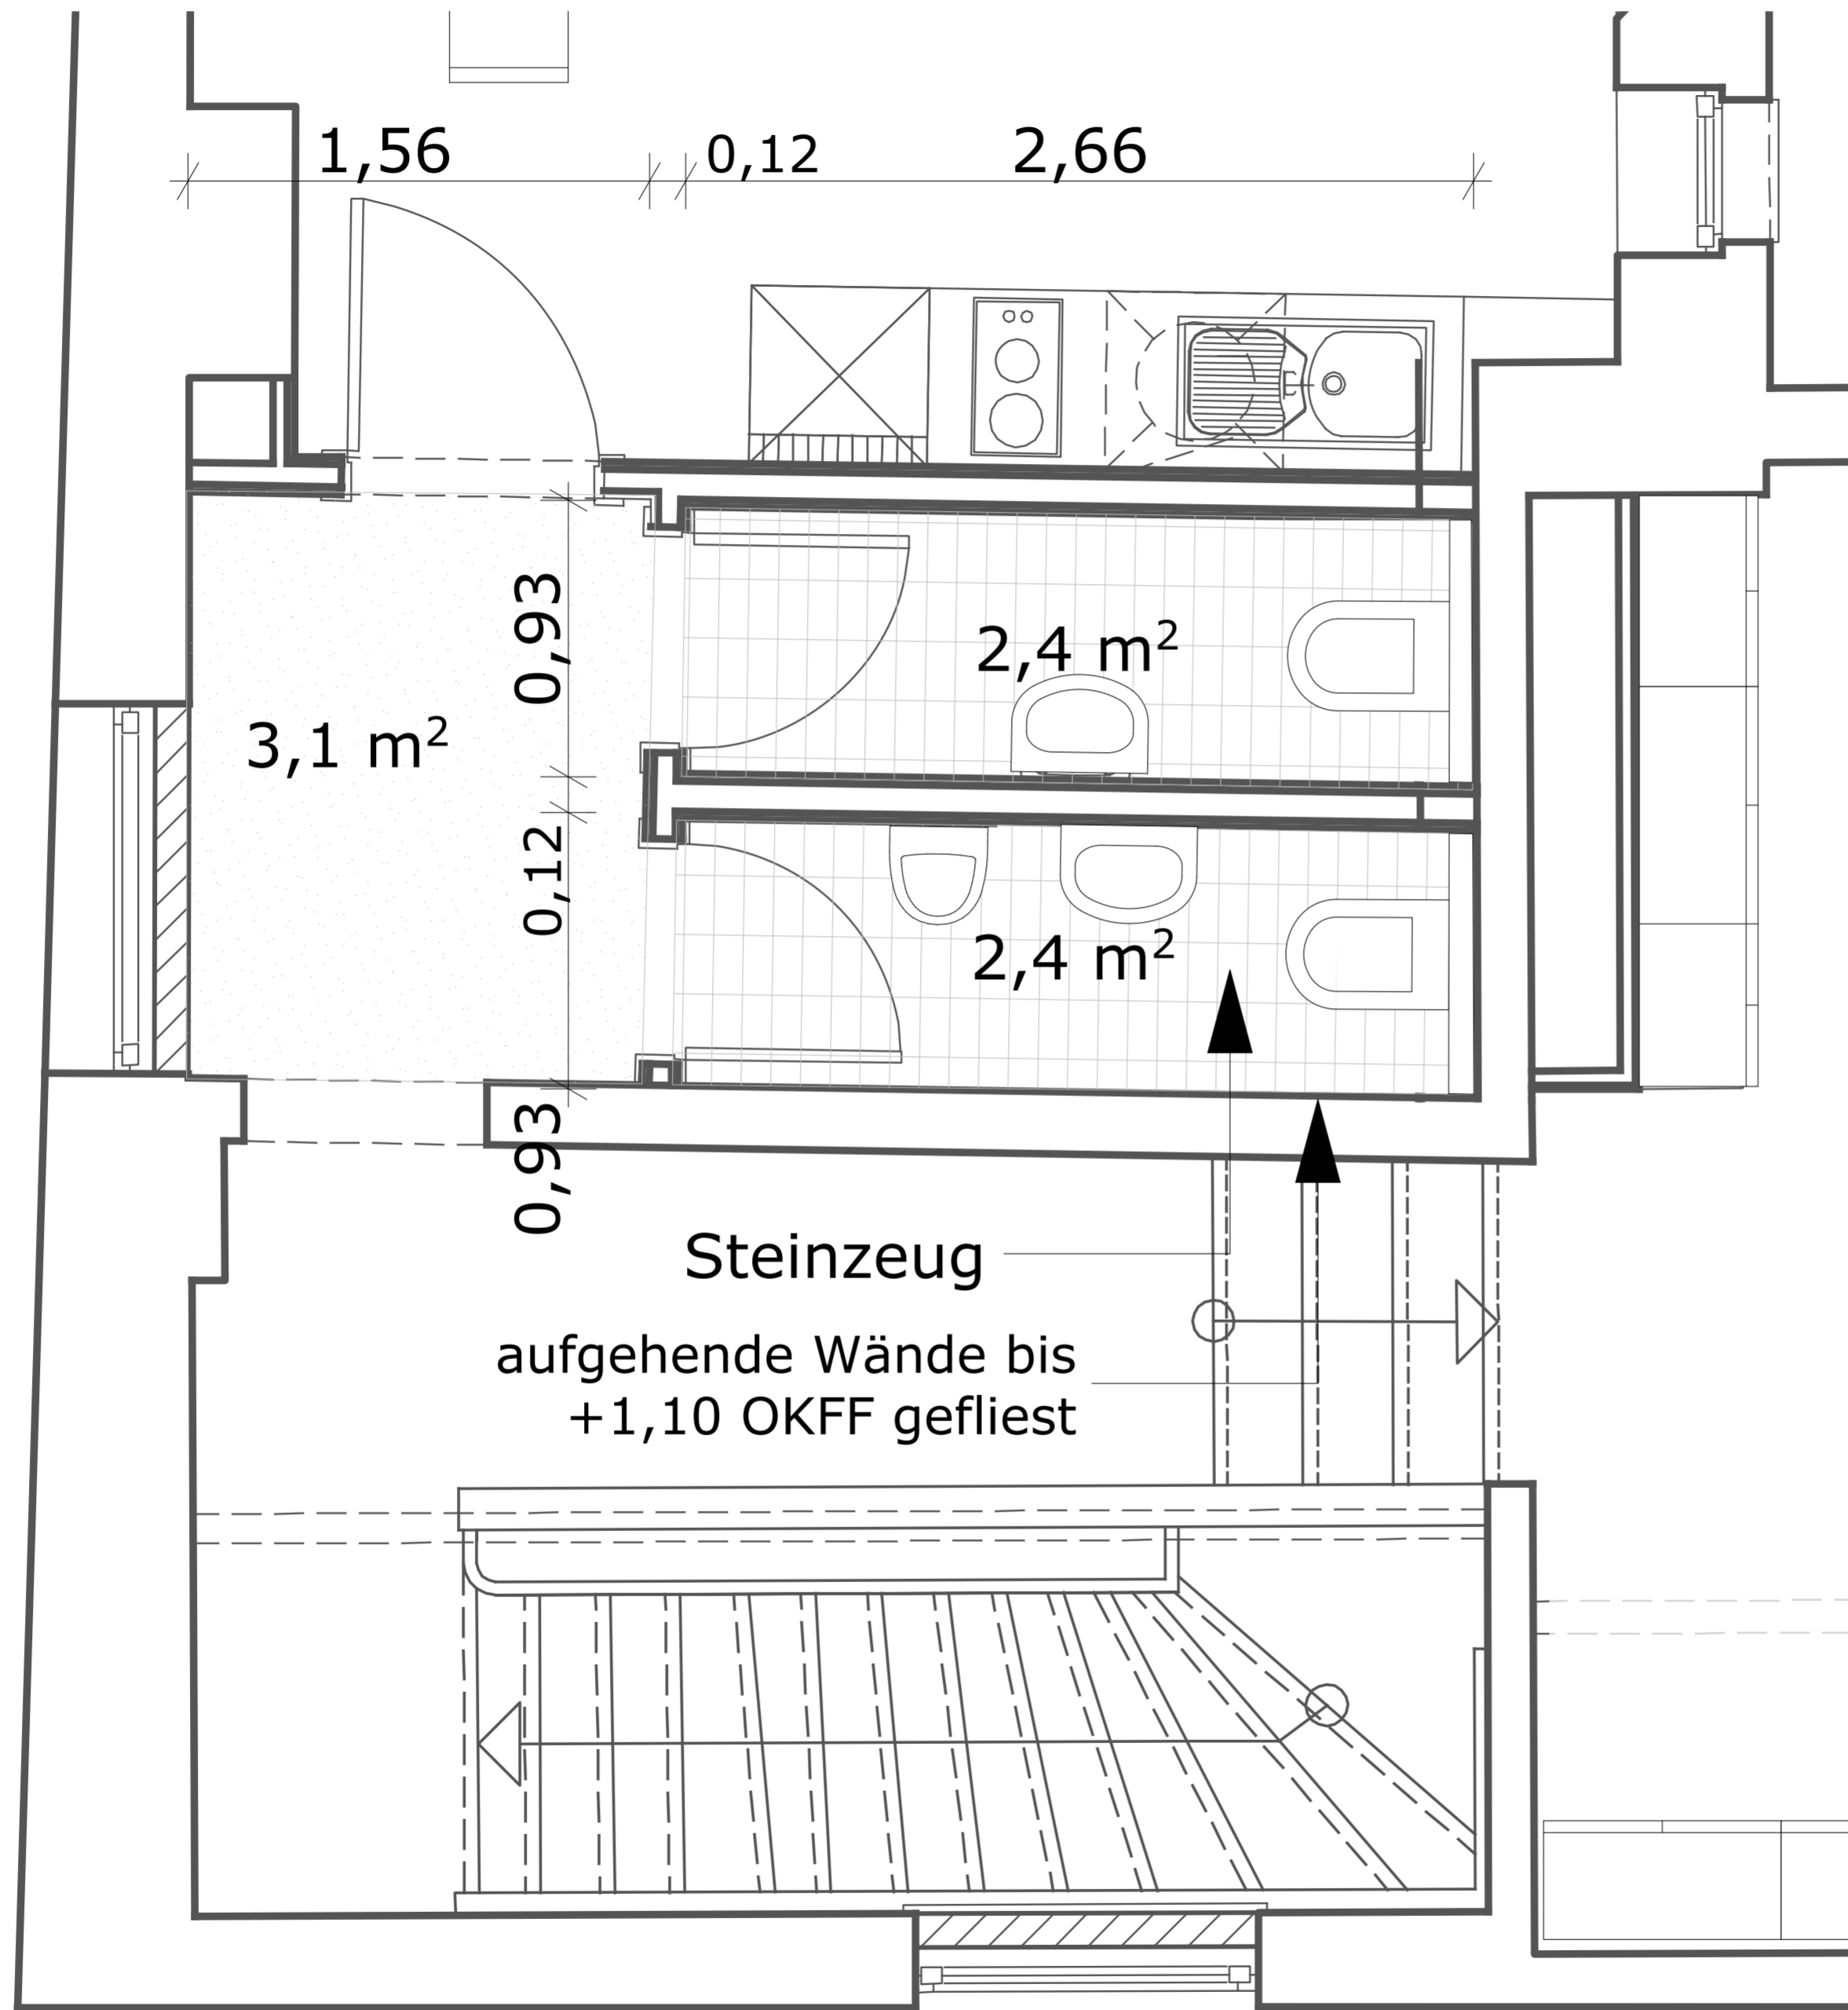 1,56
0,12
2,66
0,93
2,4 m²
3,1 m²
0,12
2,4 m²
0,93
Steinzeug
aufgehende Wände bis
+1,10 OKFF gefliest